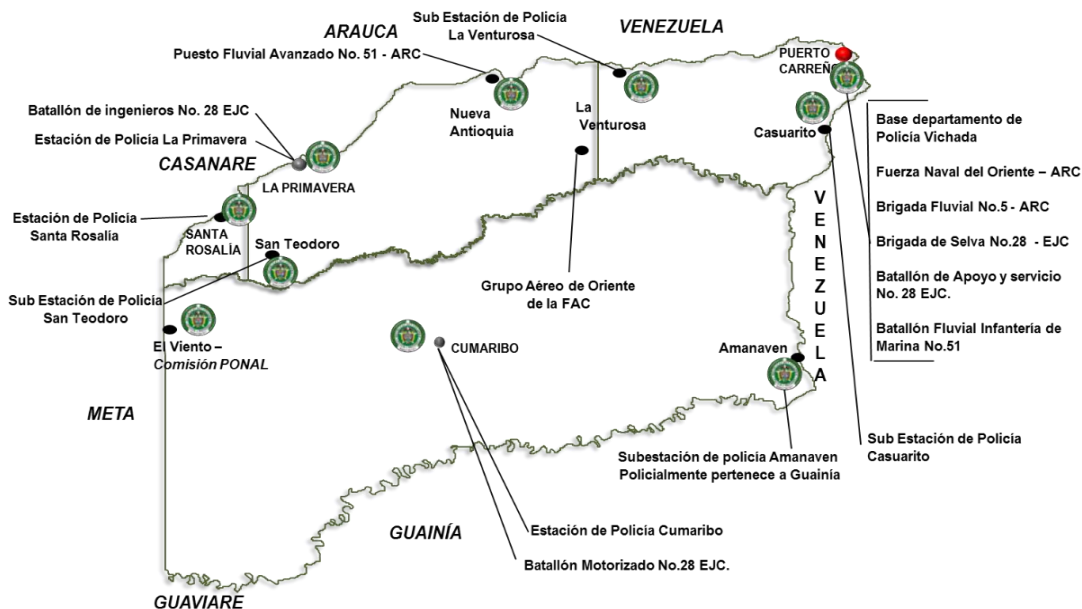 Sub Estación de Policía
La Venturosa
VENEZUELA
ARAUCA
Puesto Fluvial Avanzado No. 51 - ARC
PUERTO
CARREÑO
Batallón de ingenieros No. 28 EJC
Estación de Policía La Primavera
CASANARE
LA PRIMAVERA
Nueva
Antioquia
La
Venturosa
Casuarito
Base departamento de
Policía Vichada
Fuerza Naval del Oriente – ARC
Brigada Fluvial No.5 - ARC
Brigada de Selva No.28 - EJC
Batallón de Apoyo y servicio
No. 28 EJC.
Batallón Fluvial Infantería de
Marina No.51
Estación de Policía
Santa Rosalía
SANTA
ROSALÍA
San Teodoro
Sub Estación de Policía
San Teodoro
Grupo Aéreo de Oriente
de la FAC
VENEZUELA
El Viento –
Comisión PONAL
CUMARIBO
Amanaven
META
Sub Estación de Policía
Casuarito
Subestación de policía Amanaven
Policialmente pertenece a Guainía
GUAINÍA
Estación de Policía Cumaribo
Batallón Motorizado No.28 EJC.
GUAVIARE